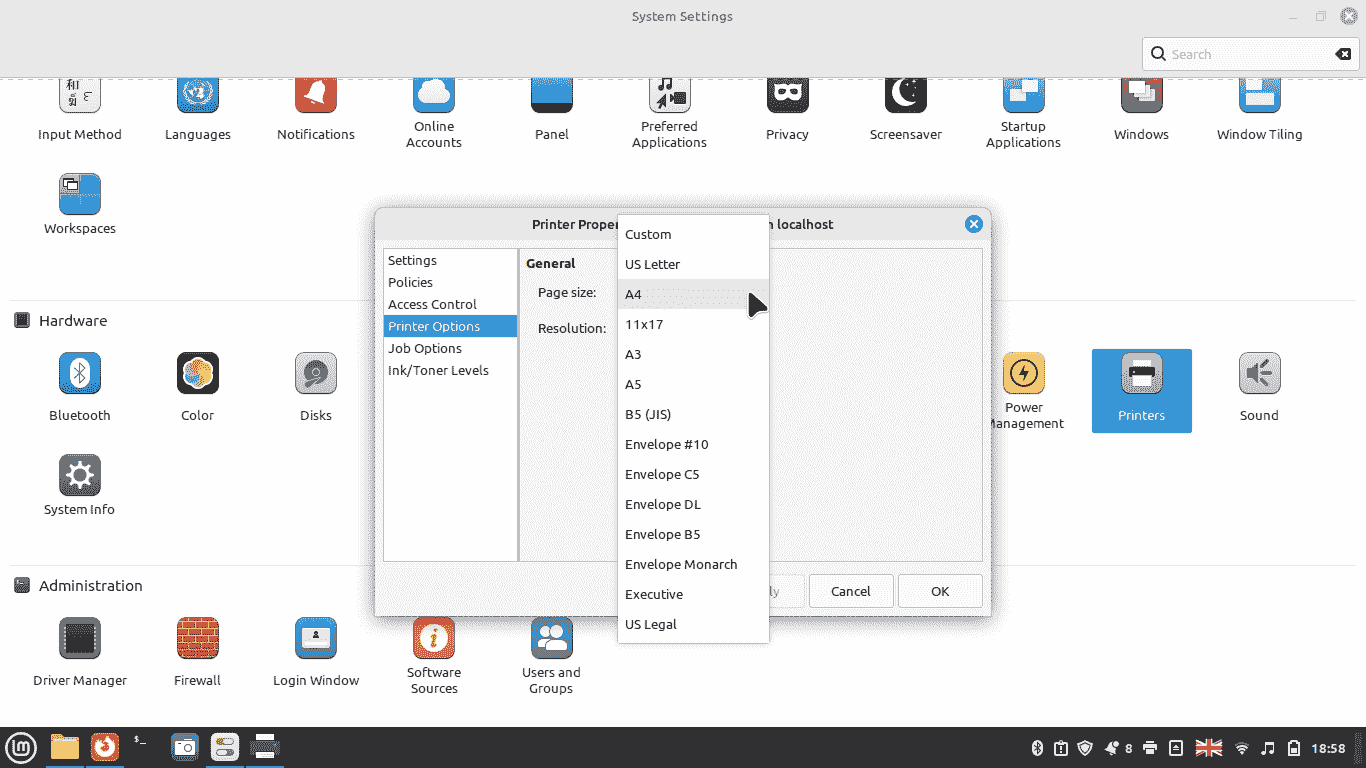 System Settings
Search
Input Method
Languages
Notifications
Online
Accounts
Panel
Preferred
Applications
Privacy
Screensaver
Startup
Applications
Windows
Window Tiling
Workspaces
Printer Proper
localhost
Settings
Policies
Access Control
Printer Options
Job Options
Ink/Toner Levels
General
Page size:
Resolution:
Custom
US Letter
A4
11x17
A3
A5
B5 (JIS)
Envelope #10
Envelope C5
Envelope DL
Envelope B5
Envelope Monarch
Executive
US Legal
Cancel
OK
Hardware
Bluetooth
Color
Disks
Power
Management
Printers
Sound
System Info
Administration
Driver Manager
Firewall
Login Window
Software
Sources
Users and
Groups
8
18:58